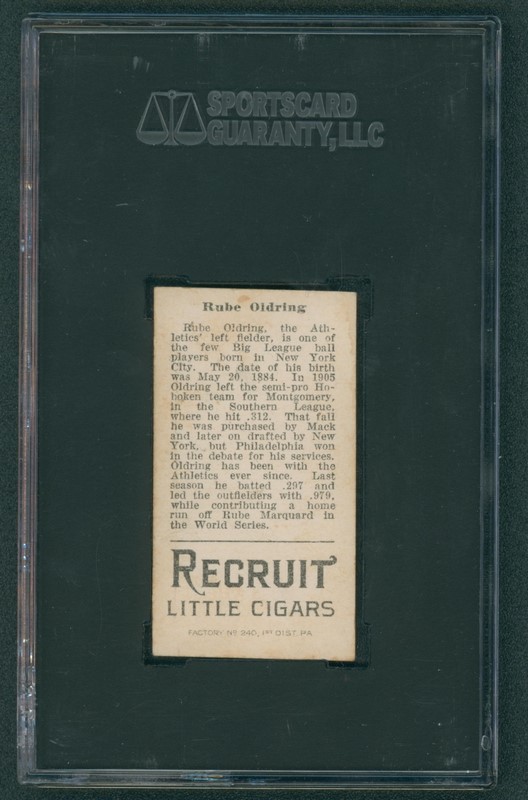 SPORTSCARD
GUARANTY, LLC
Rube Oldring
Rube Oldring, the Ath-
letics' left fielder, is one of
the few Big League ball
players born in New York
City. The date of his birth
was May 20, 1884. In 1905
Oldring left the semi-pro Ho-
boken team for Montgomery,
in the Southern League,
where he hit .312. That fall
he was purchased by Mack
and later on drafted by New
York, but Philadelphia won
in the debate for his services.
Oldring has been with the
Athletics ever since. Last
season he batted .297 and
led the outfielders with .979,
while contributing a home
run off Rube Marquard in
the World Series.
RECRUIT
LITTLE CIGARS
FACTORY Nº 240, 1ST DIST. PA.